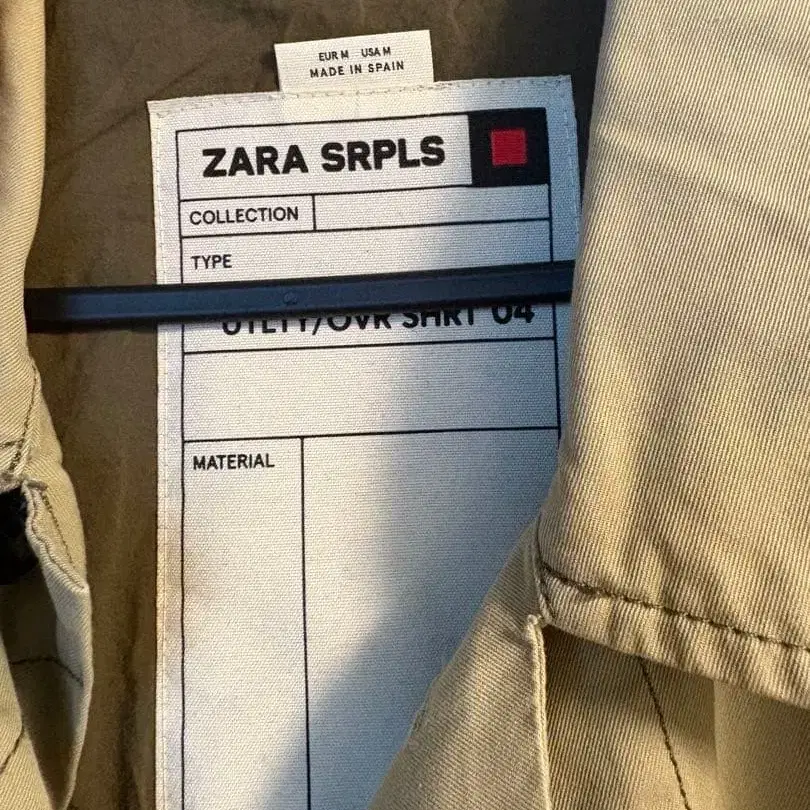 EUR M USA M
MADE IN SPAIN
ZARA SRPLS
COLLECTION
TYPE
UTLTY/OVR SHRT 04
MATERIAL